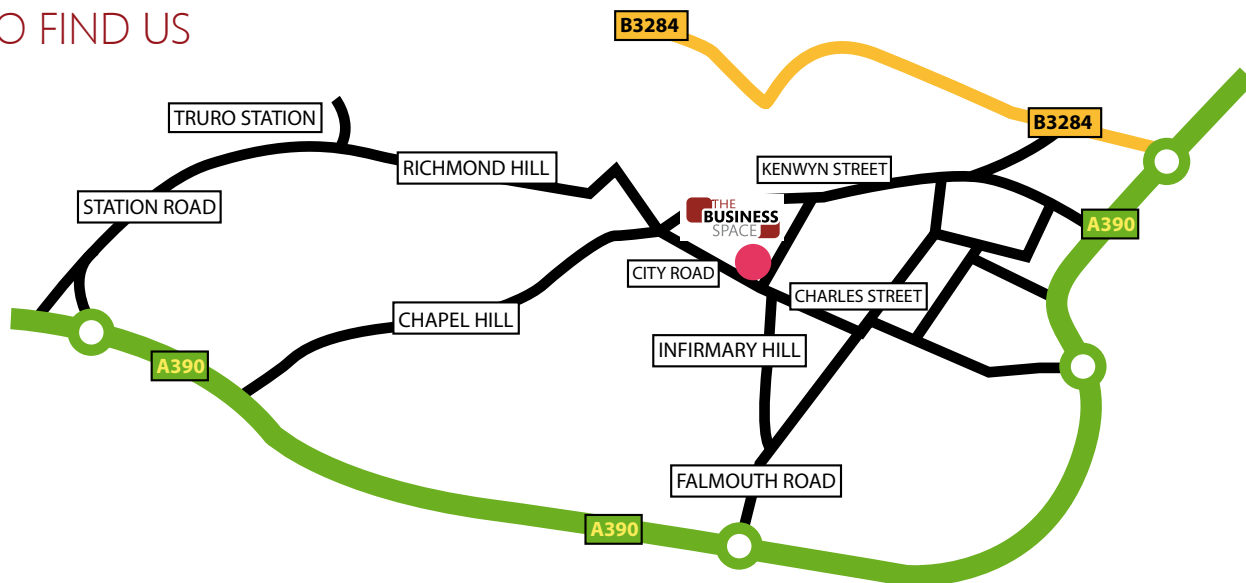 O FIND US
B3284
TRURO STATION
B3284
RICHMOND HILL
KENWYN STREET
STATION ROAD
THE
BUSINESS
SPACE
A390
CITY ROAD
CHARLES STREET
CHAPEL HILL
INFIRMARY HILL
A390
FALMOUTH ROAD
A390